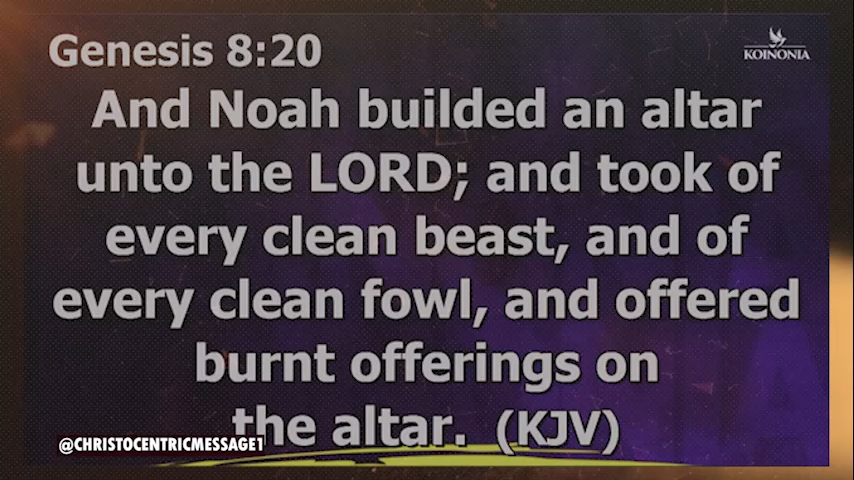 Genesis 8:20
KOINONIA
And Noah builded an altar
unto the LORD; and took of
every clean beast, and of
every clean fowl, and offered
burnt offerings on
the altar. (KJV)
@CHRISTOCENTRICMESSAGE1